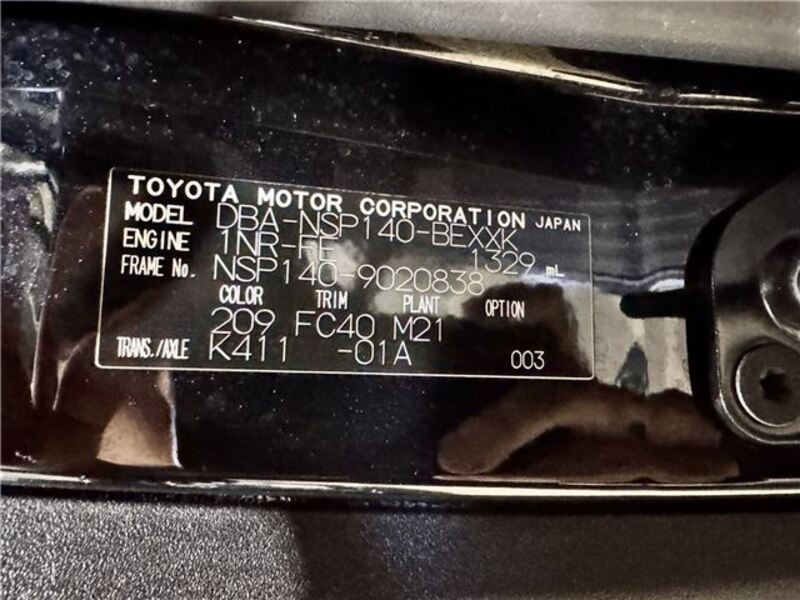 TOYOTA MOTOR CORPORATION JAPAN
MODEL DBA-NSP140-BEXXK
ENGINE 1NR-FE 1329 mL
FRAME No. NSP140-9020838
COLOR TRIM PLANT OPTION
209 FC40 M21
TRANS./AXLE K411 -01A 003